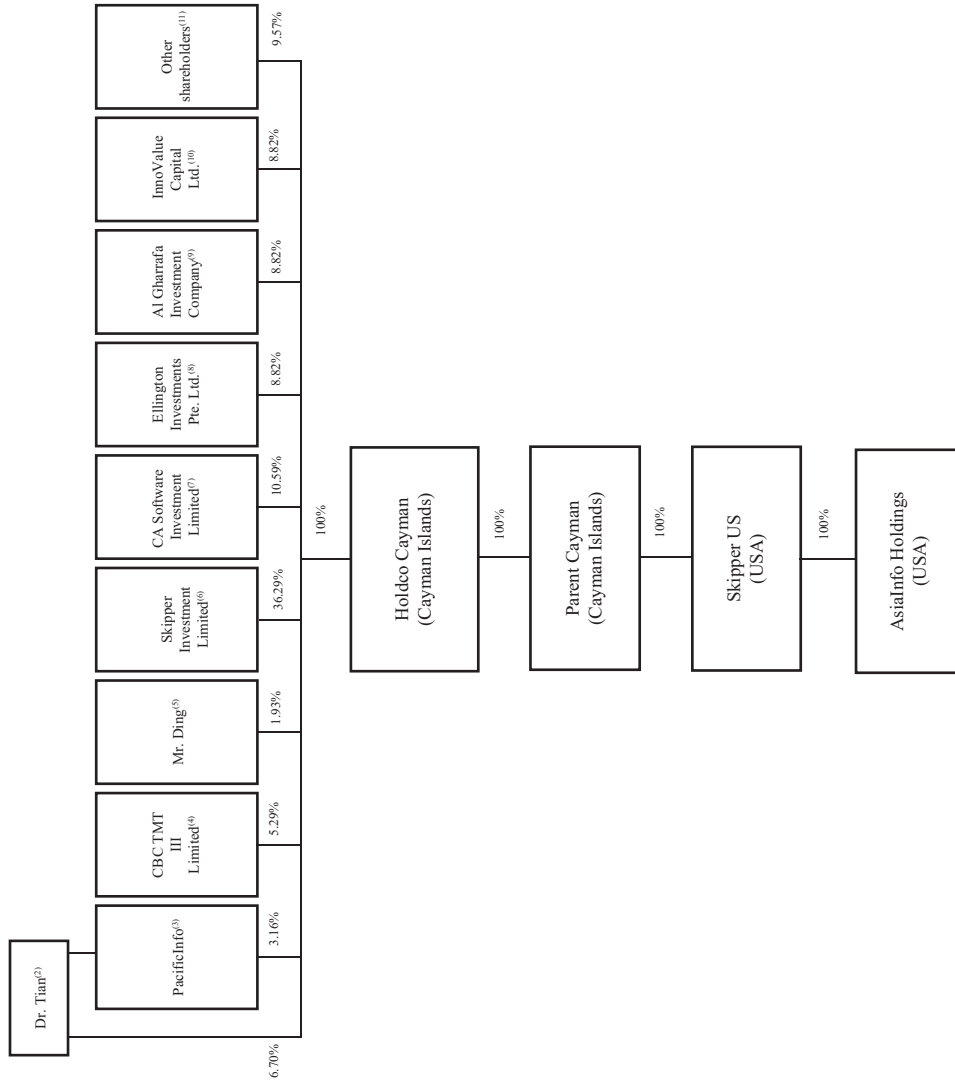 Dr. Tian(2)
PacificInfo(3)
CBC TMT
III
Limited(4)
Mr. Ding(5)
Skipper
Investment
Limited(6)
CA Software
Investment
Limited(7)
Ellington
Investments
Pte. Ltd.(8)
Al Gharrafa
Investment
Company(9)
InnoValue
Capital
Ltd.(10)
Other
shareholders(11)
6.70%
3.16%
5.29%
1.93%
36.29%
10.59%
8.82%
8.82%
8.82%
9.57%
100%
Holdco Cayman
(Cayman Islands)
100%
Parent Cayman
(Cayman Islands)
100%
Skipper US
(USA)
100%
AsiaInfo Holdings
(USA)